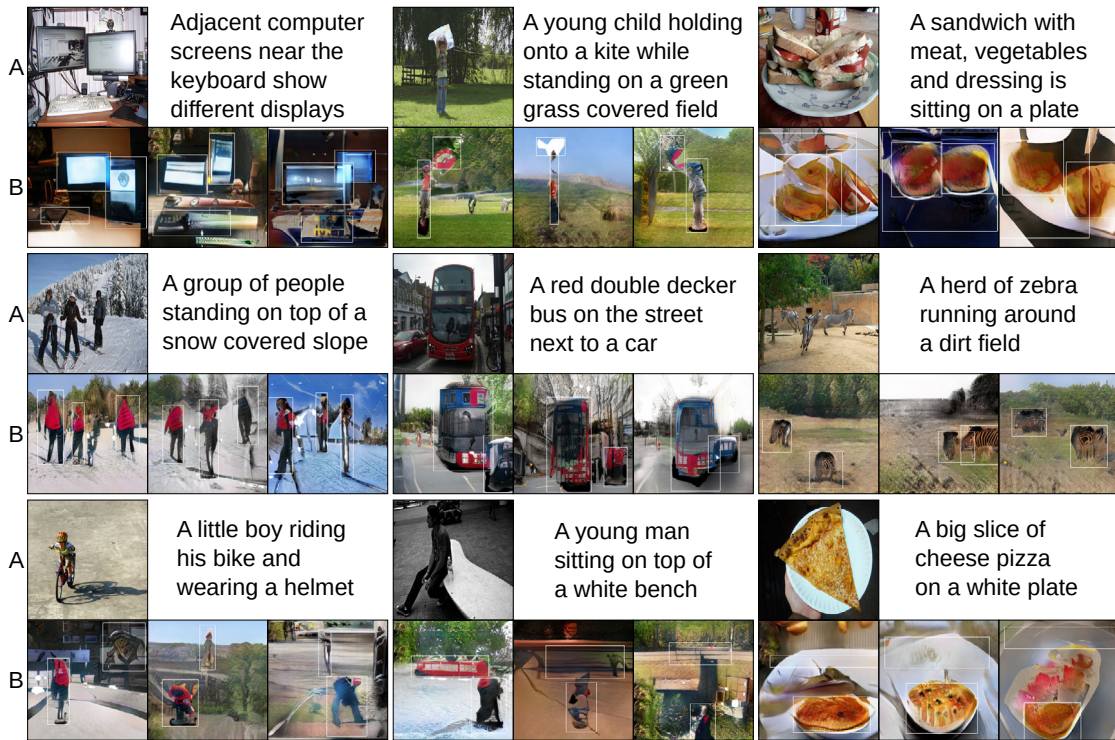 A
Adjacent computer
screens near the
keyboard show
different displays
A young child holding
onto a kite while
standing on a green
grass covered field
A sandwich with
meat, vegetables
and dressing is
sitting on a plate
B
A
A group of people
standing on top of a
snow covered slope
A red double decker
bus on the street
next to a car
A herd of zebra
running around
a dirt field
B
A
A little boy riding
his bike and
wearing a helmet
A young man
sitting on top of
a white bench
A big slice of
cheese pizza
on a white plate
B